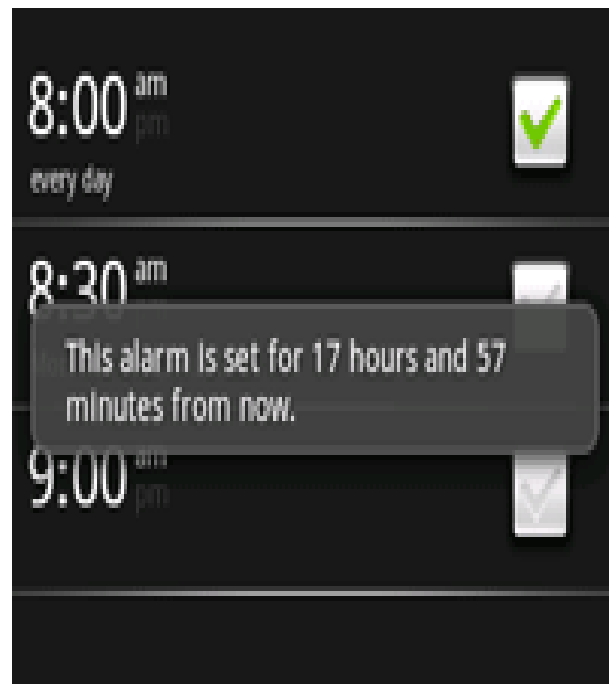 8:00 am
pm
every day
8:30 am
This alarm is set for 17 hours and 57
minutes from now.
9:00 am
pm